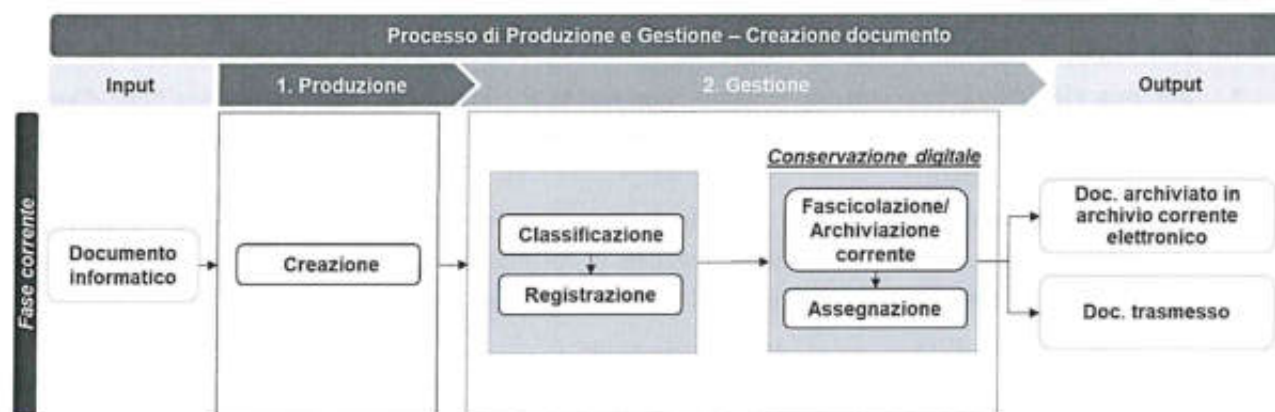 Processo di Produzione e Gestione – Creazione documento
Input
1. Produzione
2. Gestione
Output
Fase corrente
Documento
informatico
Creazione
Classificazione
Registrazione
Conservazione digitale
Fascicolazione/
Archiviazione
corrente
Assegnazione
Doc. archiviato in
archivio corrente
elettronico
Doc. trasmesso